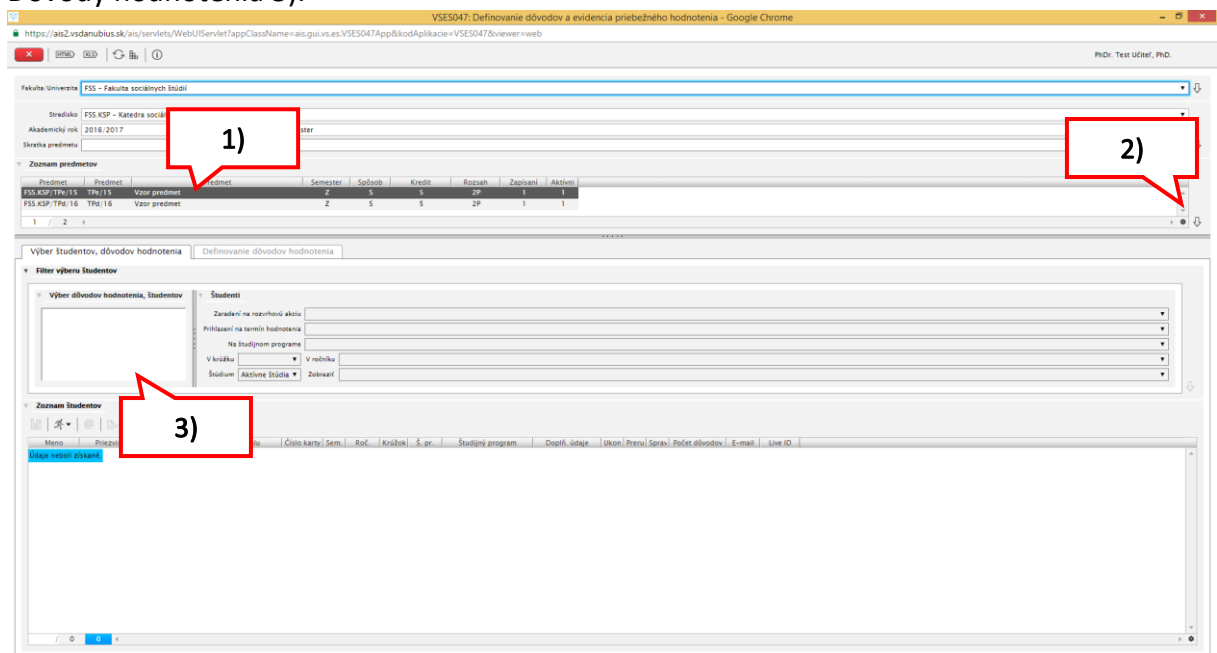 Dôvody hodnotenia 3).
VSES047: Definovanie dôvodov a evidencia priebežného hodnotenia - Google Chrome
https://ais2.vsdanubius.sk/ais/servlets/WebUIServlet?appClassName=ais.gui.vs.es.VSES047App&kodAplikacie=VSES047&viewer=web
HTML XLS PhDr. Test Učiteľ, PhD.
Fakulta/Univerzita FSS - Fakulta sociálnych štúdií
Stredisko FSS.KSP - Katedra sociál
Akademický rok 2016/2017 ster
Skratka predmetu
1)
2)
Zoznam predmetov
Predmet Predmet redmet Semester Spôsob Kredit Rozsah Zapísaní Aktívni
FSS.KSP/TPe/15 TPe/15 Vzor predmet Z S 5 2P 1 1
FSS.KSP/TPd/16 TPd/16 Vzor predmet Z S 5 2P 1 1
1 / 2
Výber študentov, dôvodov hodnotenia Definovanie dôvodov hodnotenia
Filter výberu študentov
Výber dôvodov hodnotenia, študentov Študenti
Zaradení na rozvrhovú akciu
Prihlasení na termín hodnotenia
Na študijnom programe
V krúžku V ročníku
Štúdium Aktívne štúdia Zobraziť
3)
Zoznam študentov
Meno Priezvi Číslo karty Sem. Roč. Krúžok Š. pr. Študijný program Doplň. údaje Ukon Preru Sprav Počet dôvodov E-mail Live ID
Údaje neboli získané.
/ 0 0